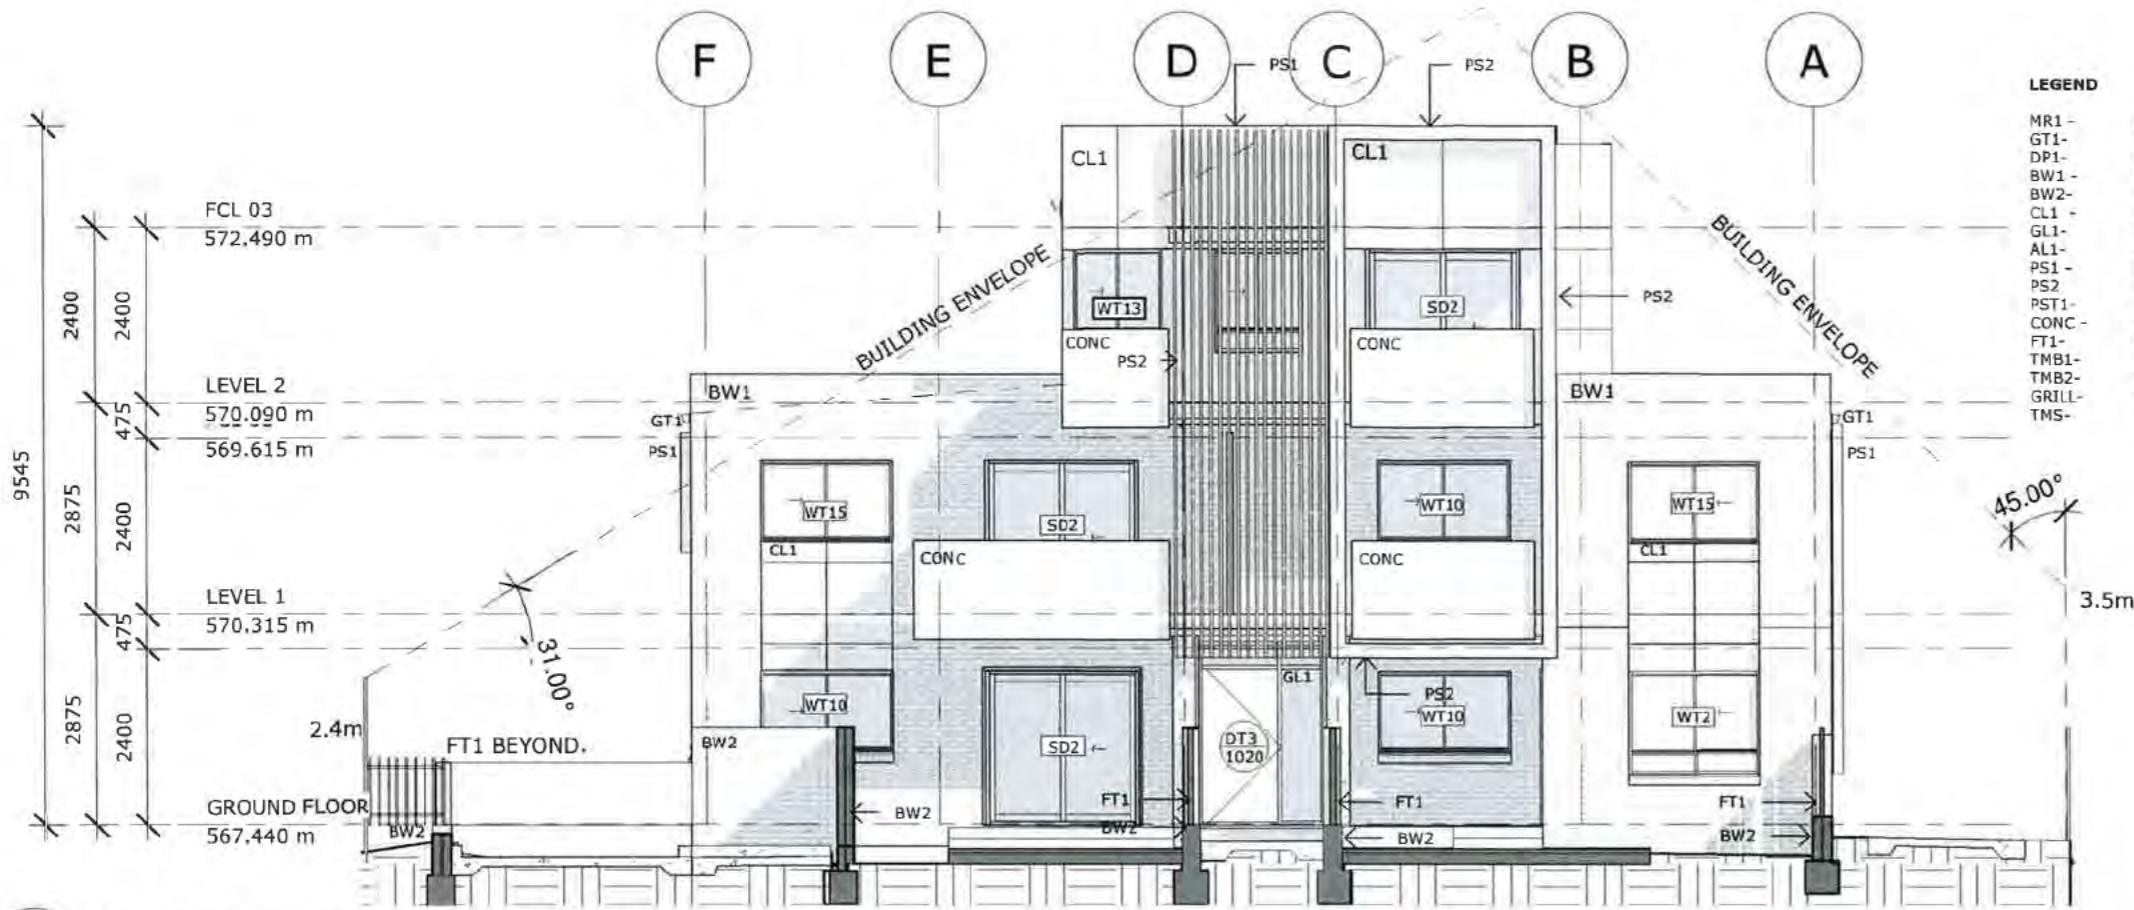 F E D C B A
PS1 PS2
LEGEND
MR1 -
GT1-
DP1-
BW1 -
BW2-
CL1 -
GL1-
AL1-
PS1 -
PS2
PST1-
CONC -
FT1-
TMB1-
TMB2-
GRILL-
TMS-
CL1 CL1
FCL 03
572.490 m
BUILDING ENVELOPE
BUILDING ENVELOPE
WT13 SD2 PS2
CONC CONC
PS2
2400 2400
LEVEL 2
570.090 m
BW1 BW1
475
GT1 GT1
569.615 m
PS1 PS1
9545
2875 2400
WT15 SD2 WT10 WT15
45.00°
CL1 CONC CONC CL1
LEVEL 1
570.315 m
3.5m
475
31.00°
GL1
PS2
WT10 WT10 WT2
2.4m
2875 2400
FT1 BEYOND.
BW2 SD2 DT3
1020
GROUND FLOOR
567.440 m
FT1 FT1 FT1
BW2 BW2 BW2 BW2 BW2